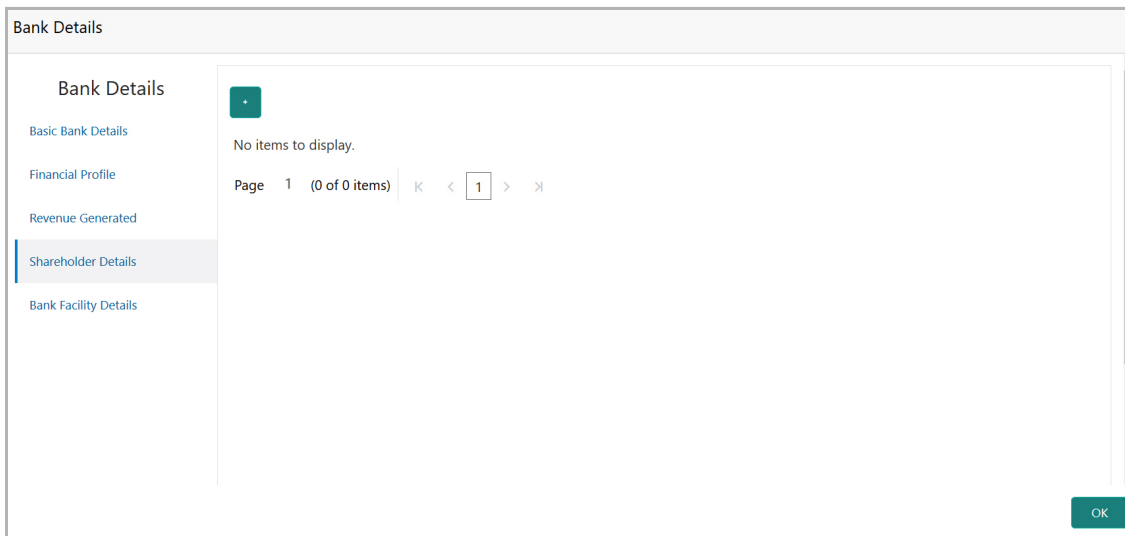 Bank Details
Bank Details
Basic Bank Details
Financial Profile
Revenue Generated
Shareholder Details
Bank Facility Details
+
No items to display.
Page 1 (0 of 0 items) K < 1 > >|
OK